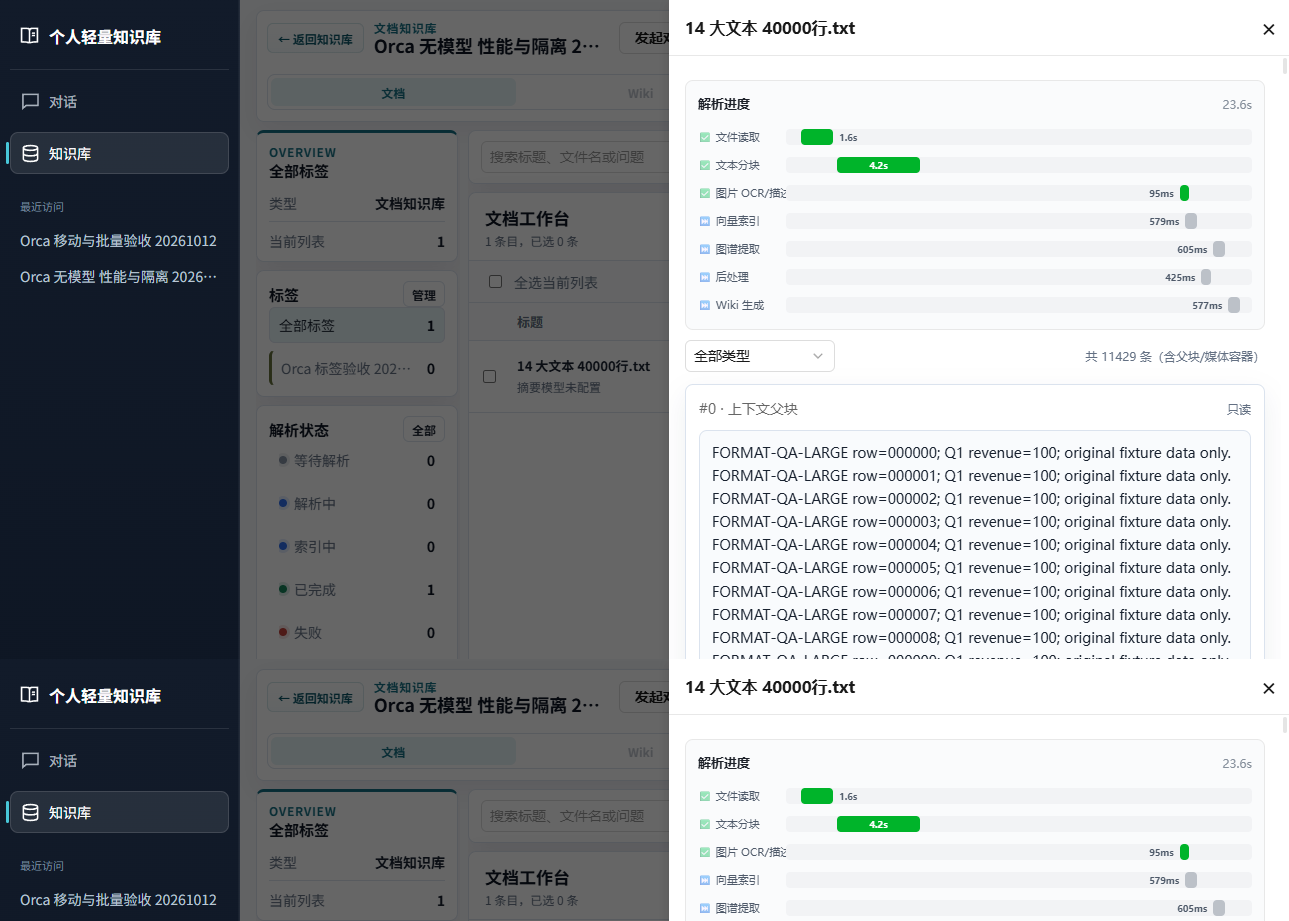 个人轻量知识库
对话
知识库
最近访问
Orca 移动与批量验收 20261012
Orca 无模型 性能与隔离 2026…
←返回知识库
文档知识库
Orca 无模型 性能与隔离 2…
发起
文档
Wiki
OVERVIEW
全部标签
类型 文档知识库
当前列表 1
标签 管理
全部标签 1
Orca 标签验收 202… 0
解析状态 全部
等待解析 0
解析中 0
索引中 0
已完成 1
失败 0
搜索标题、文件名或问题
文档工作台
1 条目，已选 0 条
全选当前列表
标题
14 大文本 40000行.txt
摘要模型未配置
14 大文本 40000行.txt
解析进度 23.6s
文件读取 1.6s
文本分块 4.2s
图片 OCR/描述 95ms
向量索引 579ms
图谱提取 605ms
后处理 425ms
Wiki 生成 577ms
全部类型 共 11429 条（含父块/媒体容器）
#0 · 上下文父块 只读
FORMAT-QA-LARGE row=000000; Q1 revenue=100; original fixture data only.
FORMAT-QA-LARGE row=000001; Q1 revenue=100; original fixture data only.
FORMAT-QA-LARGE row=000002; Q1 revenue=100; original fixture data only.
FORMAT-QA-LARGE row=000003; Q1 revenue=100; original fixture data only.
FORMAT-QA-LARGE row=000004; Q1 revenue=100; original fixture data only.
FORMAT-QA-LARGE row=000005; Q1 revenue=100; original fixture data only.
FORMAT-QA-LARGE row=000006; Q1 revenue=100; original fixture data only.
FORMAT-QA-LARGE row=000007; Q1 revenue=100; original fixture data only.
FORMAT-QA-LARGE row=000008; Q1 revenue=100; original fixture data only.
FORMAT-QA-LARGE row=000009; Q1 revenue=100; original fixture data only.
个人轻量知识库
对话
知识库
最近访问
Orca 移动与批量验收 20261012
←返回知识库
文档知识库
Orca 无模型 性能与隔离 2…
发起
文档
Wiki
OVERVIEW
全部标签
类型 文档知识库
当前列表 1
搜索标题、文件名或问题
文档工作台
1 条目，已选 0 条
14 大文本 40000行.txt
解析进度 23.6s
文件读取 1.6s
文本分块 4.2s
图片 OCR/描述 95ms
向量索引 579ms
图谱提取 605ms